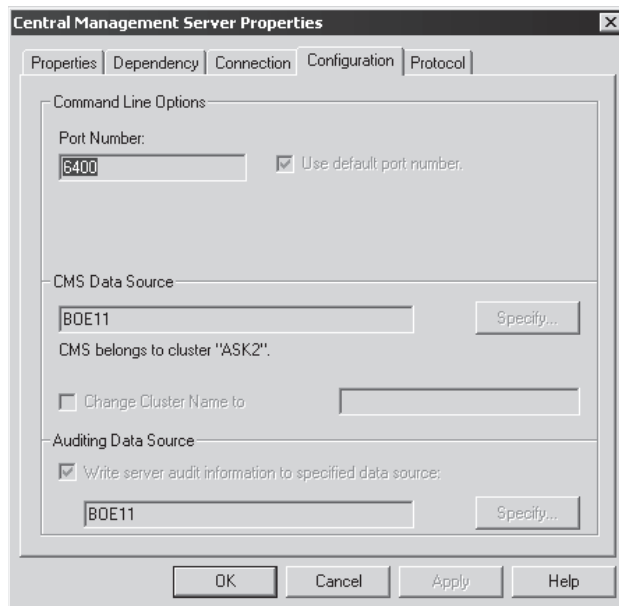 Central Management Server Properties
Properties Dependency Connection Configuration Protocol
Command Line Options
Port Number:
6400 Use default port number.
CMS Data Source
BOE11 Specify...
CMS belongs to cluster "ASK2".
Change Cluster Name to
Auditing Data Source
Write server audit information to specified data source:
BOE11 Specify...
OK Cancel Apply Help